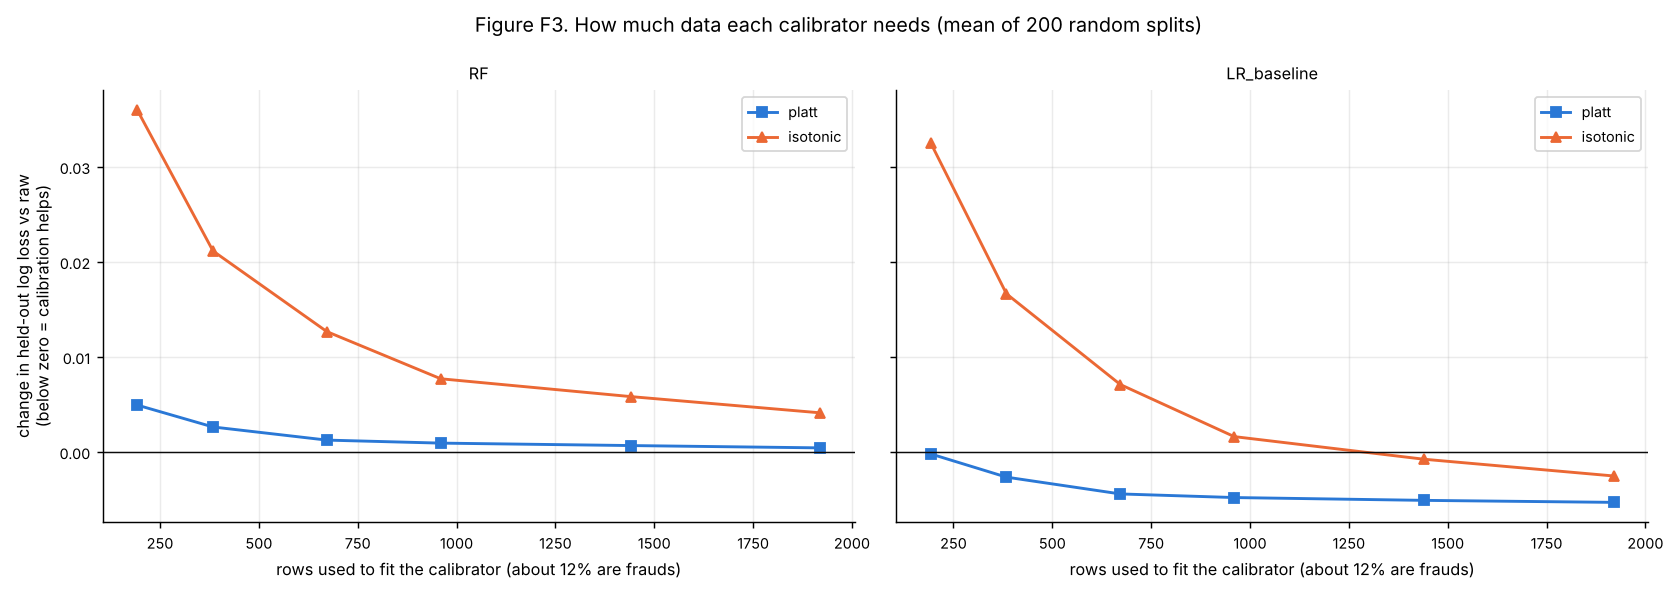 Figure F3. How much data each calibrator needs (mean of 200 random splits)
RF
platt
isotonic
change in held-out log loss vs raw
(below zero = calibration helps)
0.03
0.02
0.01
0.00
250 500 750 1000 1250 1500 1750 2000
rows used to fit the calibrator (about 12% are frauds)
LR_baseline
platt
isotonic
250 500 750 1000 1250 1500 1750 2000
rows used to fit the calibrator (about 12% are frauds)